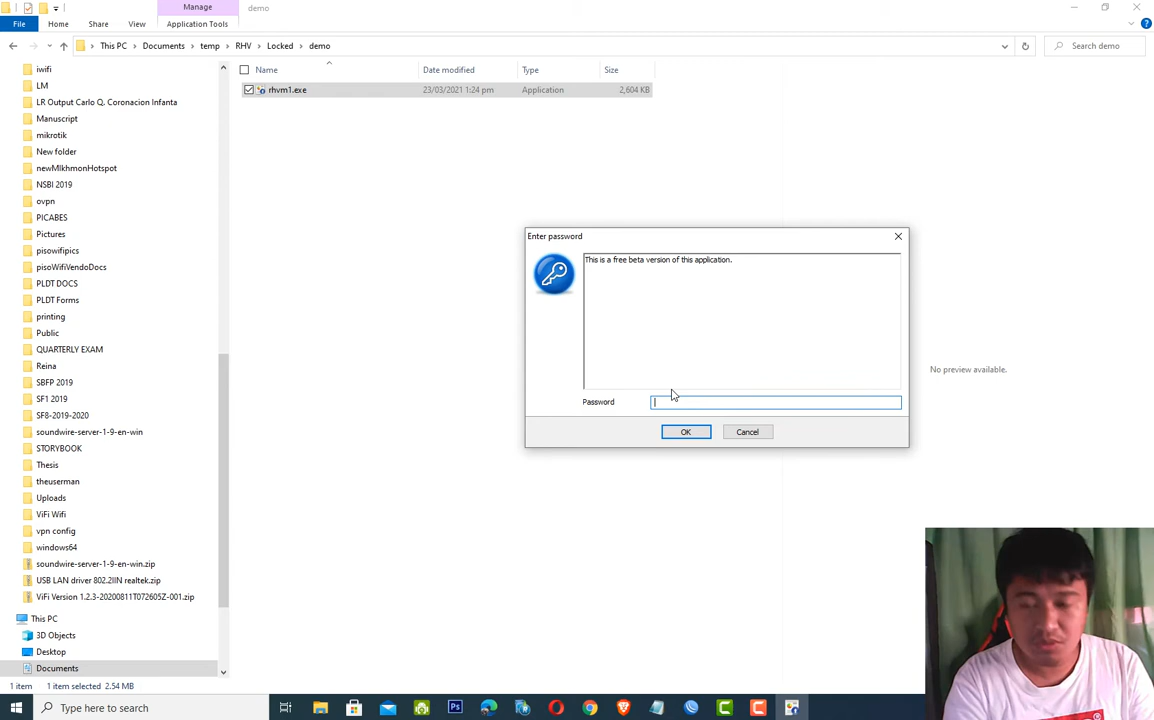 Manage
demo
File
Home
Share
View
Application Tools
This PC
Documents
temp
RHV
Locked
demo
Search demo
iwifi
LM
LR Output Carlo Q. Coronacion Infanta
Manuscript
mikrotik
New folder
newMIkhmonHotspot
NSBI 2019
ovpn
PICABES
Pictures
pisowifipics
pisoWifiVendoDocs
PLDT DOCS
PLDT Forms
printing
Public
QUARTERLY EXAM
Reina
SBFP 2019
SF1 2019
SF8-2019-2020
soundwire-server-1-9-en-win
STORYBOOK
Thesis
theuserman
Uploads
ViFi Wifi
vpn config
windows64
soundwire-server-1-9-en-win.zip
USB LAN driver 802.2IIN realtek.zip
ViFi Version 1.2.3-20200811T072605Z-001.zip
This PC
3D Objects
Desktop
Documents
Name
Date modified
Type
Size
rhvm1.exe
23/03/2021 1:24 pm
Application
2,604 KB
Enter password
This is a free beta version of this application.
Password
OK
Cancel
No preview available.
1 item
1 item selected 2.54 MB
Type here to search
Ps